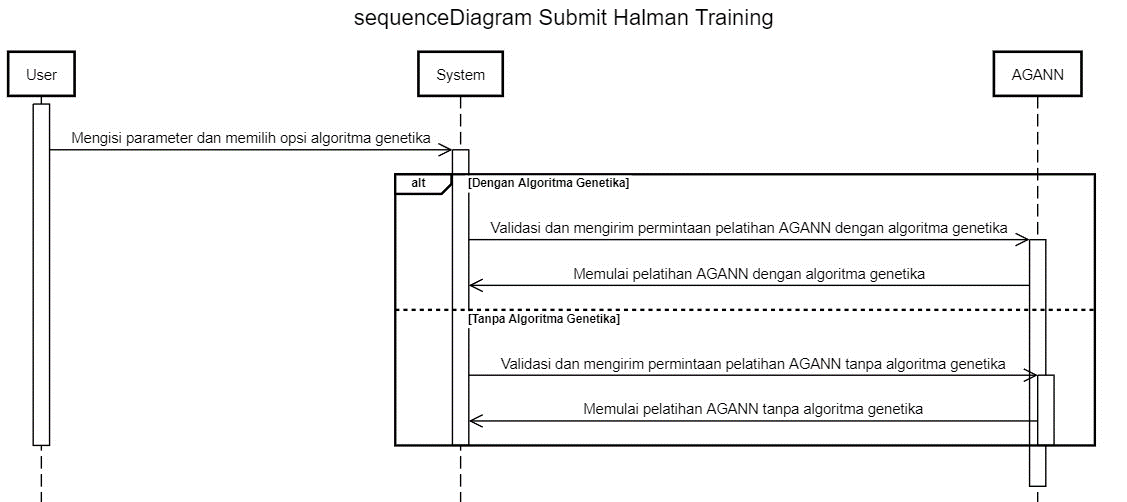 sequenceDiagram Submit Halman Training
User
System
AGANN
Mengisi parameter dan memilih opsi algoritma genetika
alt
[Dengan Algoritma Genetika]
Validasi dan mengirim permintaan pelatihan AGANN dengan algoritma genetika
Memulai pelatihan AGANN dengan algoritma genetika
[Tanpa Algoritma Genetika]
Validasi dan mengirim permintaan pelatihan AGANN tanpa algoritma genetika
Memulai pelatihan AGANN tanpa algoritma genetika